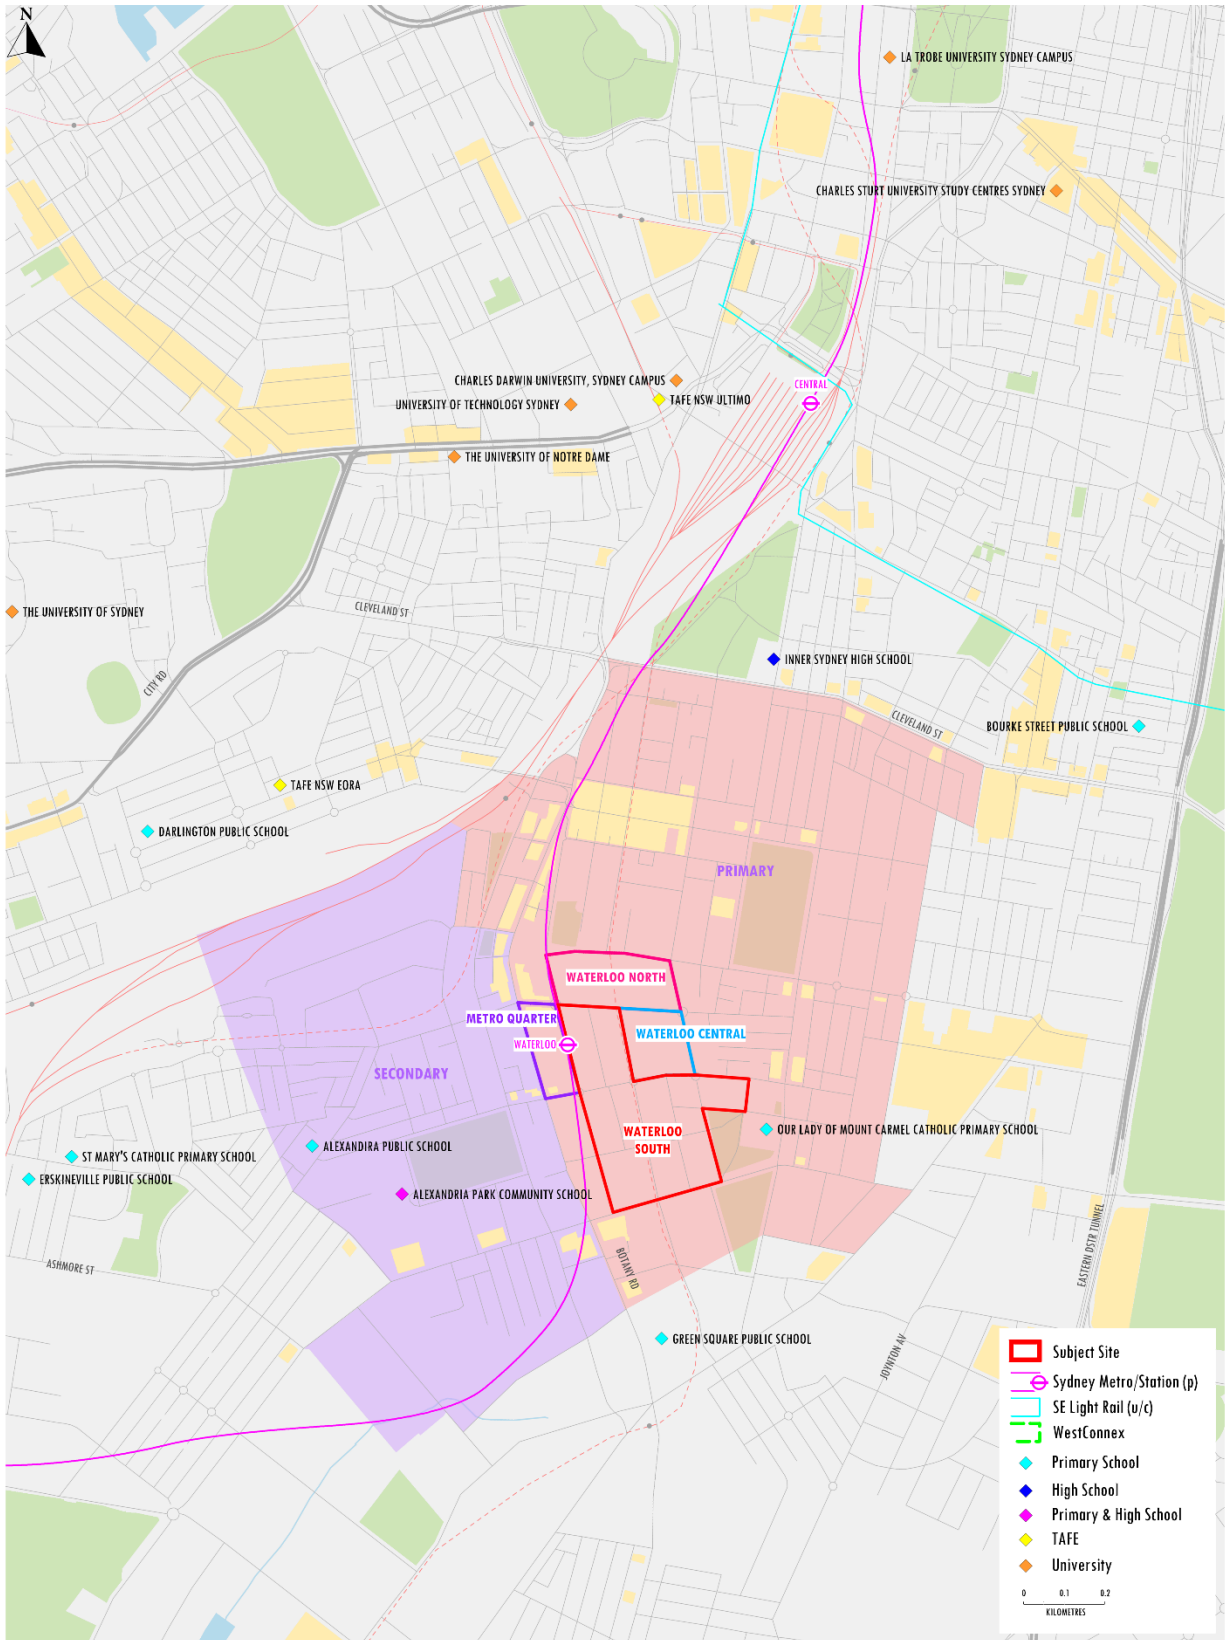 N
LA TROBE UNIVERSITY SYDNEY CAMPUS
CHARLES STURT UNIVERSITY STUDY CENTRES SYDNEY
CHARLES DARWIN UNIVERSITY, SYDNEY CAMPUS
CENTRAL
UNIVERSITY OF TECHNOLOGY SYDNEY
TAFE NSW ULTIMO
THE UNIVERSITY OF NOTRE DAME
THE UNIVERSITY OF SYDNEY
CLEVELAND ST
INNER SYDNEY HIGH SCHOOL
CITY RD
CLEVELAND ST
BOURKE STREET PUBLIC SCHOOL
TAFE NSW EORA
DARLINGTON PUBLIC SCHOOL
PRIMARY
WATERLOO NORTH
METRO QUARTER
WATERLOO CENTRAL
WATERLOO
SECONDARY
WATERLOO
SOUTH
OUR LADY OF MOUNT CARMEL CATHOLIC PRIMARY SCHOOL
ALEXANDIRA PUBLIC SCHOOL
ST MARY'S CATHOLIC PRIMARY SCHOOL
ERSKINEVILLE PUBLIC SCHOOL
ALEXANDRIA PARK COMMUNITY SCHOOL
ASHMORE ST
BOTANY RD
EASTERN DSTR TUNNEL
GREEN SQUARE PUBLIC SCHOOL
JOYNTON AV
Subject Site
Sydney Metro/Station (p)
SE Light Rail (u/c)
WestConnex
Primary School
High School
Primary & High School
TAFE
University
0 0.1 0.2
KILOMETRES